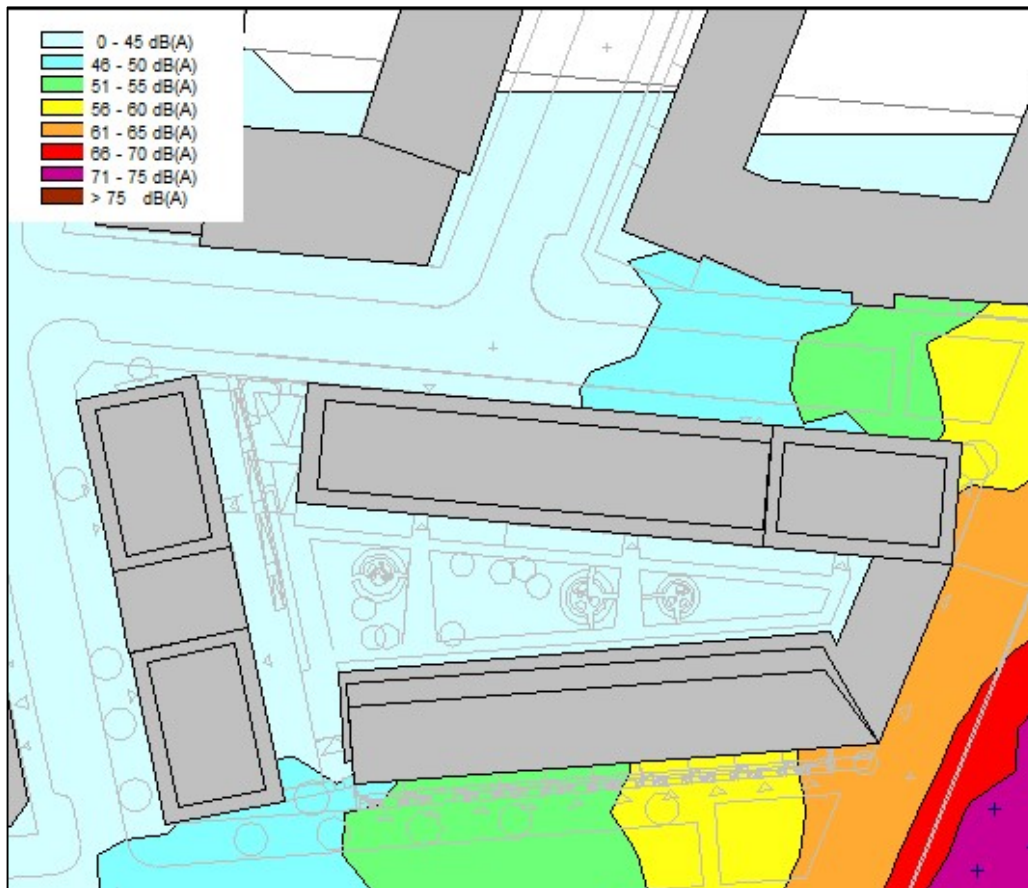 0 - 45 dB(A)
46 - 50 dB(A)
51 - 55 dB(A)
56 - 60 dB(A)
61 - 65 dB(A)
66 - 70 dB(A)
71 - 75 dB(A)
> 75 dB(A)